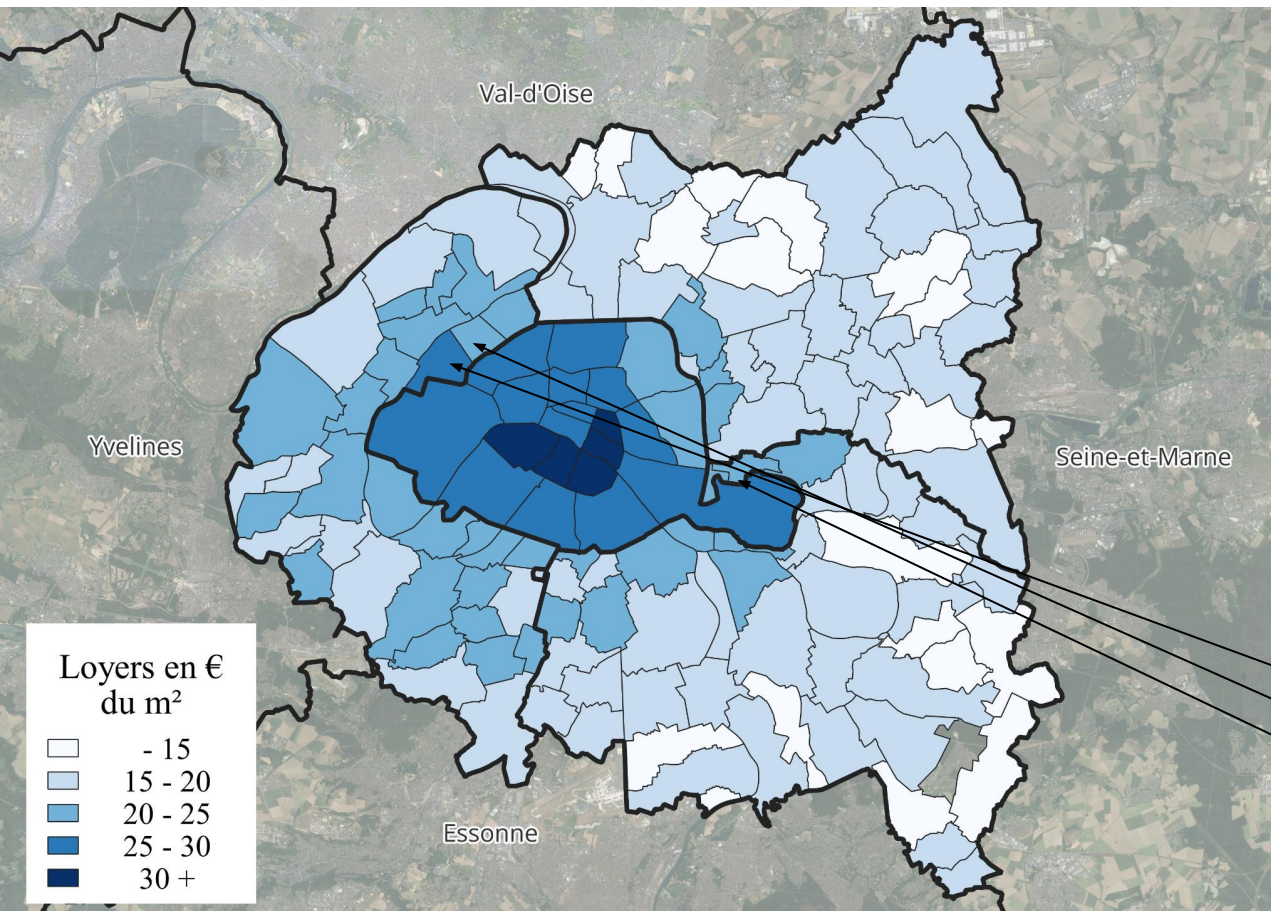 Val-d'Oise
Yvelines
Seine-et-Marne
Essonne
Loyers en €
du m²
- 15
15 - 20
20 - 25
25 - 30
30 +